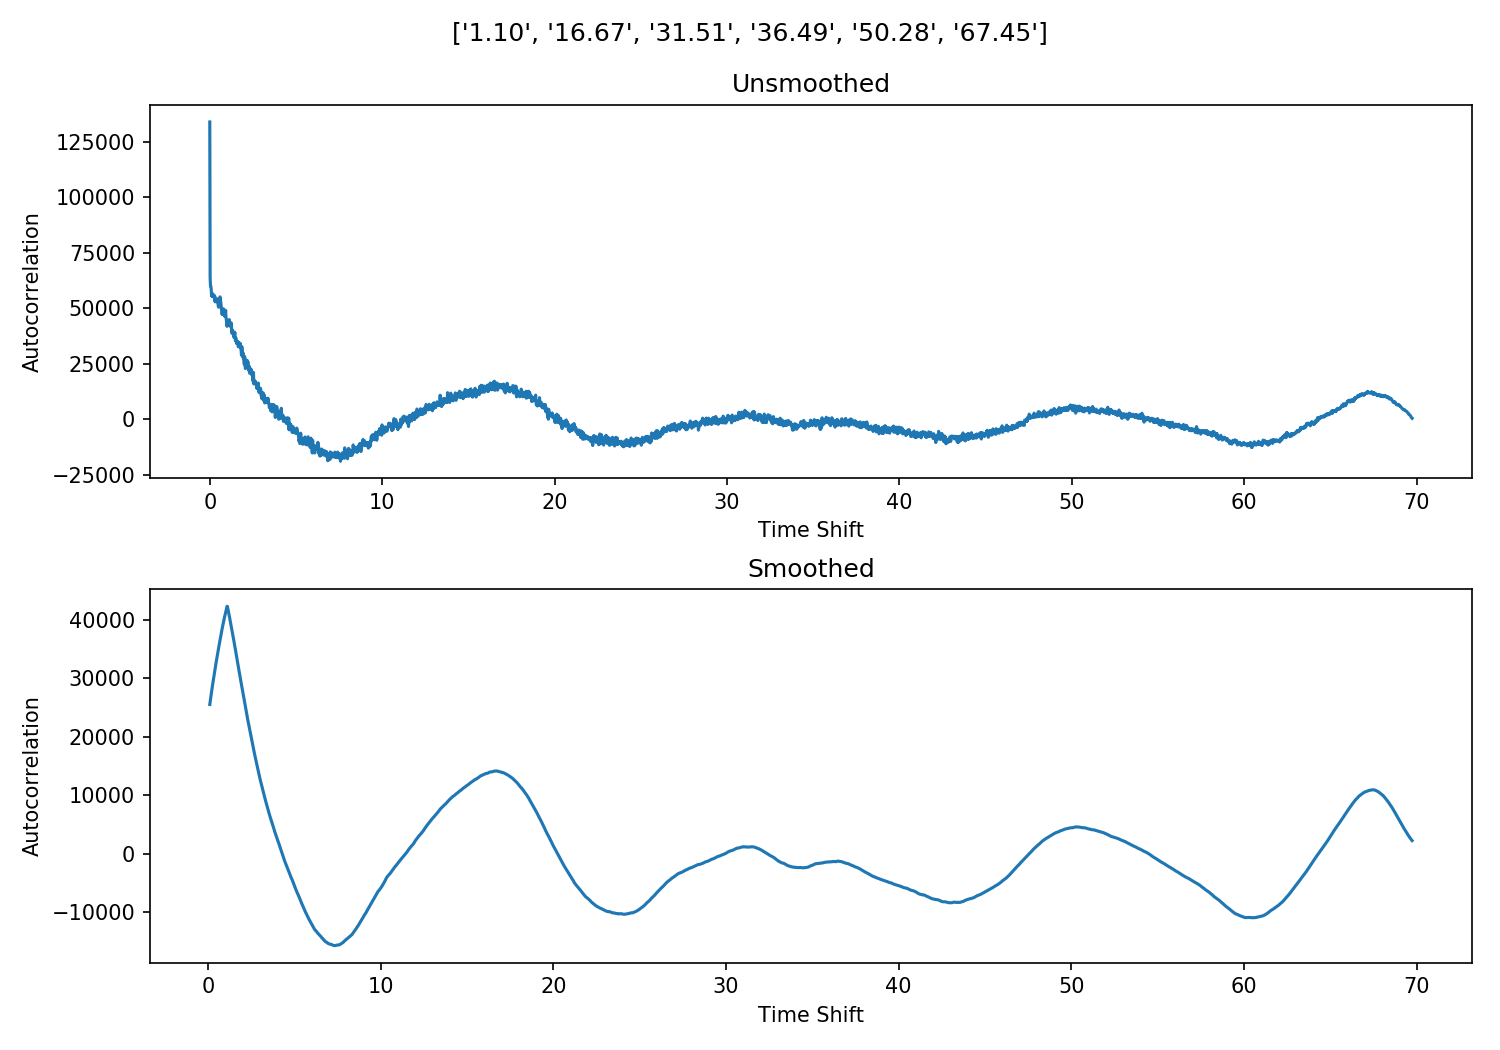 ['1.10', '16.67', '31.51', '36.49', '50.28', '67.45']
Unsmoothed
125000
100000
75000
50000
25000
0
−25000
Autocorrelation
0 10 20 30 40 50 60 70
Time Shift
Smoothed
40000
30000
20000
10000
0
−10000
Autocorrelation
0 10 20 30 40 50 60 70
Time Shift